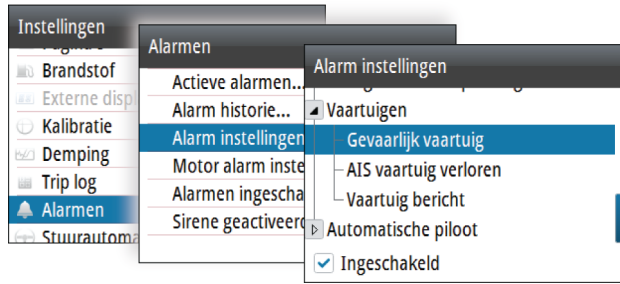 Instellingen
Brandstof
Externe displ
Kalibratie
Demping
Trip log
Alarmen
Stuurautoma
Alarmen
Actieve alarmen...
Alarm historie...
Alarm instellingen
Motor alarm inste
Alarmen ingescha
Sirene geactiveerd
Alarm instellingen
Vaartuigen
Gevaarlijk vaartuig
AIS vaartuig verloren
Vaartuig bericht
Automatische piloot
Ingeschakeld